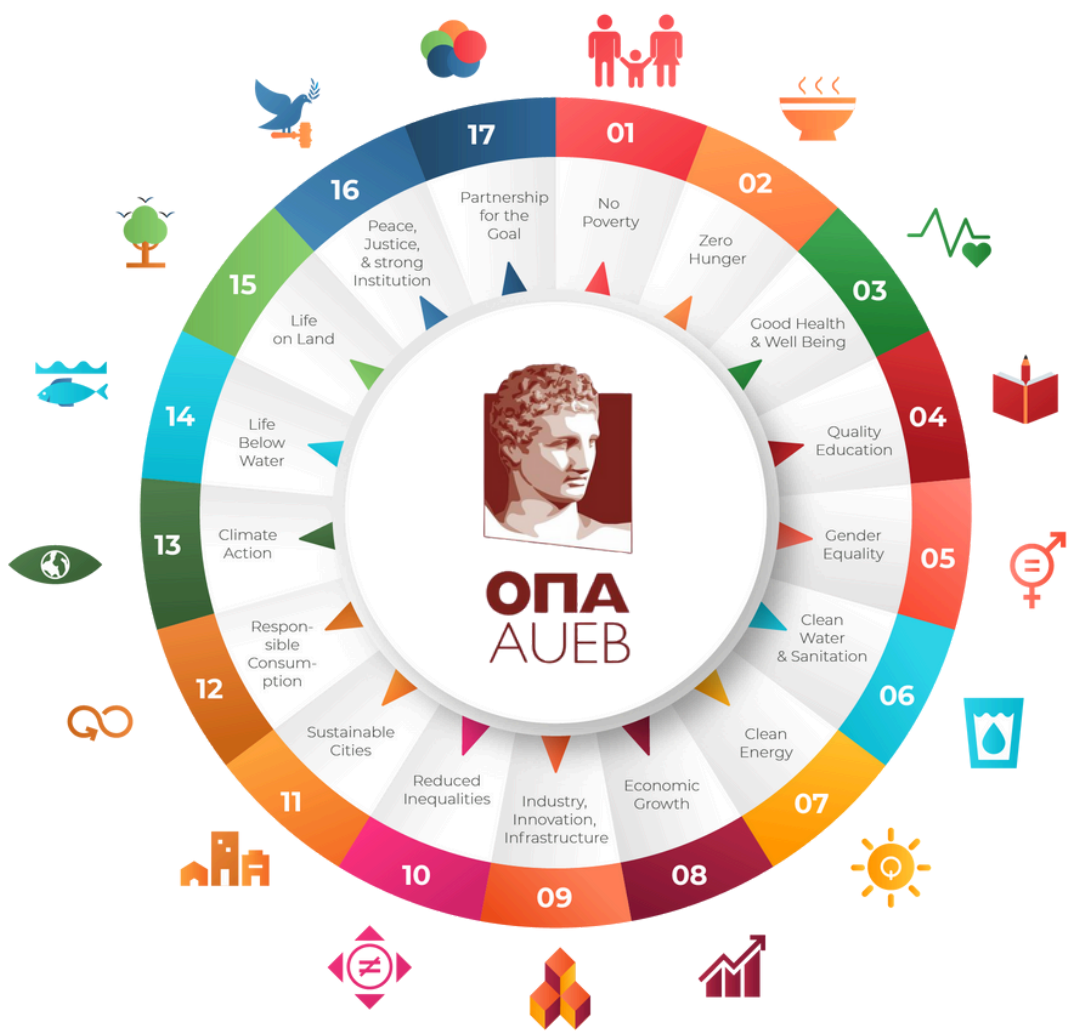 01
No
Poverty
02
Zero
Hunger
03
Good Health
& Well Being
04
Quality
Education
05
Gender
Equality
06
Clean
Water
& Sanitation
07
Clean
Energy
08
Economic
Growth
09
Industry,
Innovation,
Infrastructure
10
Reduced
Inequalities
11
Sustainable
Cities
12
Respon-
sible
Consum-
ption
13
Climate
Action
14
Life
Below
Water
15
Life
on Land
16
Peace,
Justice,
& strong
Institution
17
Partnership
for the
Goal
ΟΠΑ
AUEB